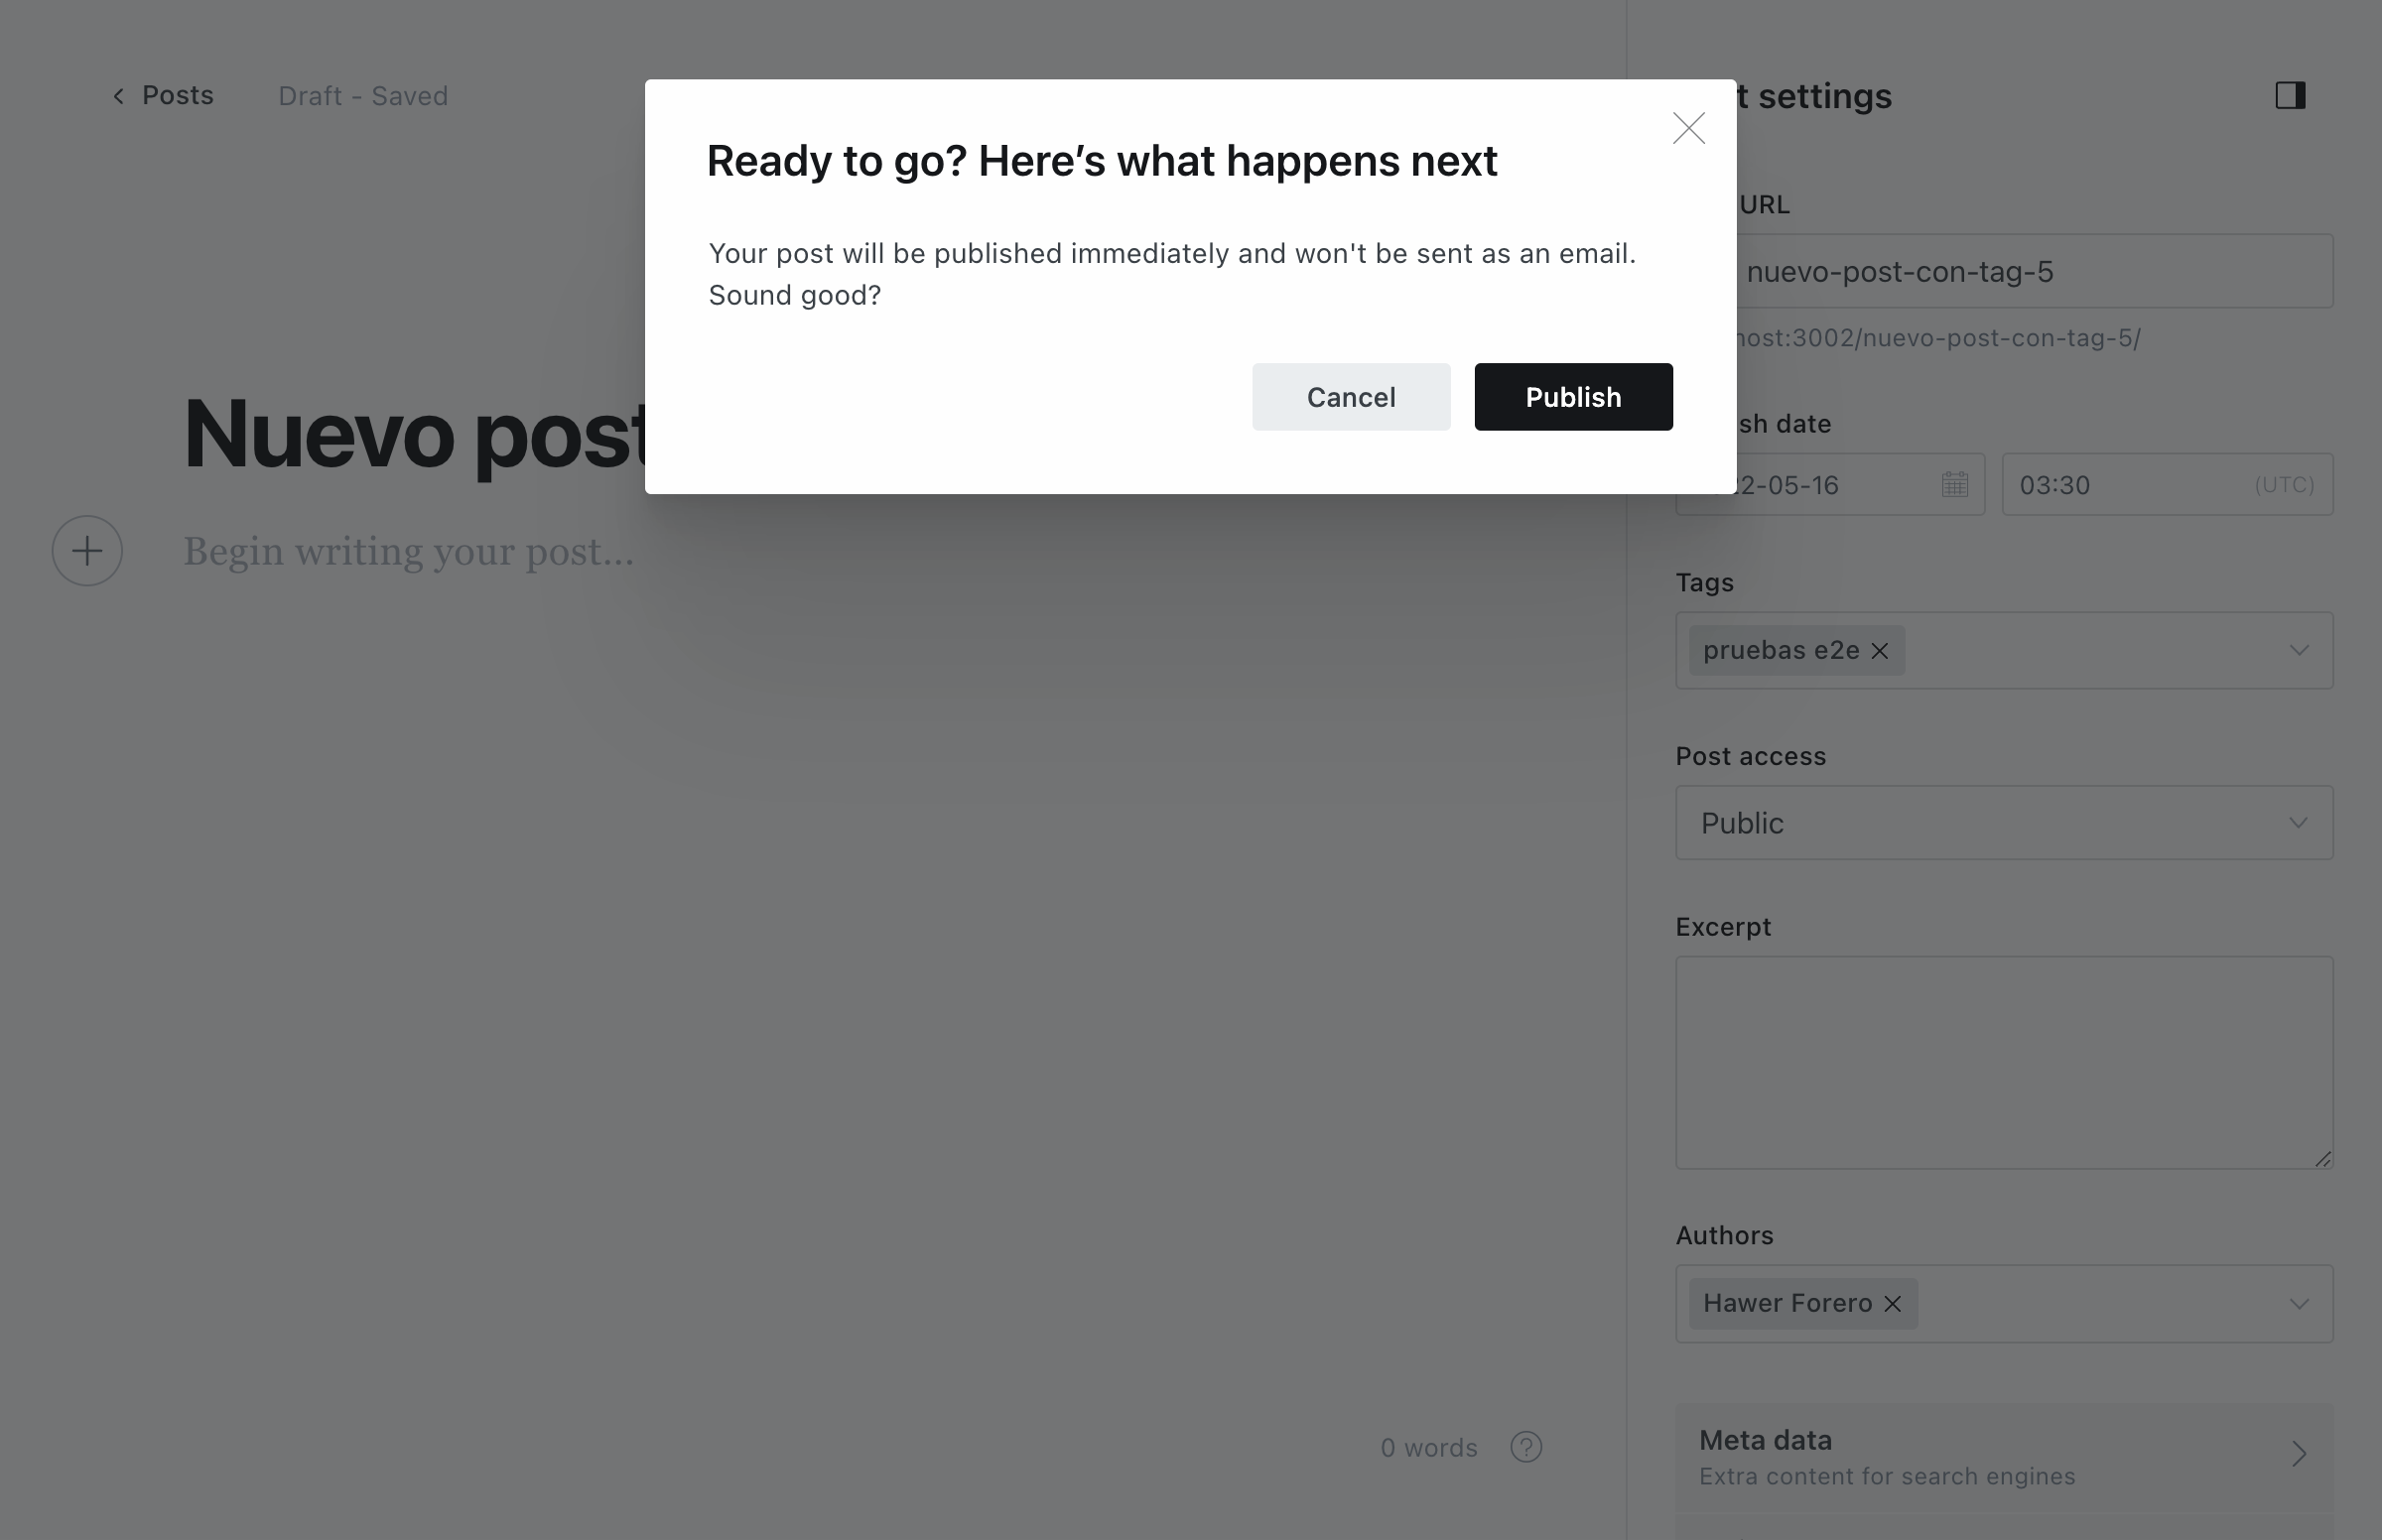 Posts
Draft - Saved
settings
Ready to go? Here’s what happens next
Your post will be published immediately and won't be sent as an email.
Sound good?
Cancel
Publish
URL
nuevo-post-con-tag-5
host:3002/nuevo-post-con-tag-5/
date
2-05-16
03:30
(UTC)
Nuevo post
Begin writing your post...
Tags
pruebas e2e
Post access
Public
Excerpt
Authors
Hawer Forero
0 words
?
Meta data
Extra content for search engines